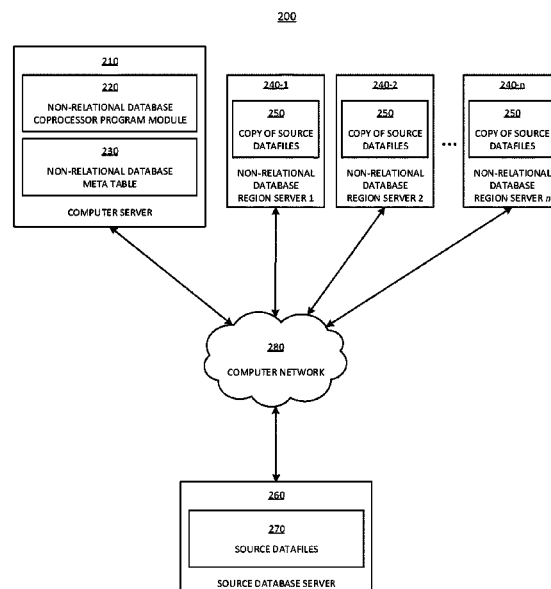 200
210
220
NON-RELATIONAL DATABASE
COPROCESSOR PROGRAM MODULE
230
NON-RELATIONAL DATABASE
META TABLE
COMPUTER SERVER
240-1
250
COPY OF SOURCE
DATAFILES
NON-RELATIONAL
DATABASE
REGION SERVER 1
240-2
250
COPY OF SOURCE
DATAFILES
NON-RELATIONAL
DATABASE
REGION SERVER 2
...
240-n
250
COPY OF SOURCE
DATAFILES
NON-RELATIONAL
DATABASE
REGION SERVER n
280
COMPUTER NETWORK
260
270
SOURCE DATAFILES
SOURCE DATABASE SERVER